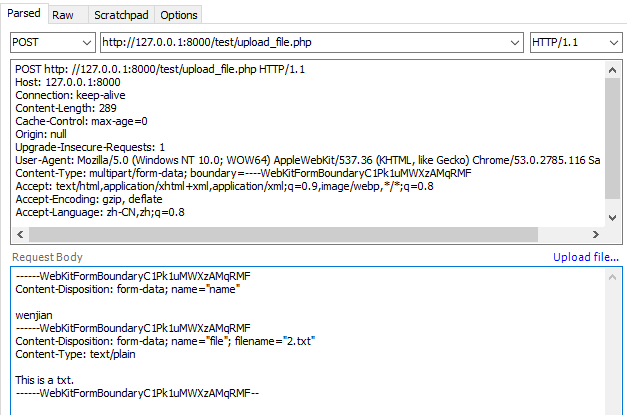 Parsed Raw Scratchpad Options
POST http://127.0.0.1:8000/test/upload_file.php HTTP/1.1
POST http: //127.0.0.1:8000/test/upload_file.php HTTP/1.1
Host: 127.0.0.1:8000
Connection: keep-alive
Content-Length: 289
Cache-Control: max-age=0
Origin: null
Upgrade-Insecure-Requests: 1
User-Agent: Mozilla/5.0 (Windows NT 10.0; WOW64) AppleWebKit/537.36 (KHTML, like Gecko) Chrome/53.0.2785.116 Sa
Content-Type: multipart/form-data; boundary=----WebKitFormBoundaryC1Pk1uMWXzAMqRMF
Accept: text/html,application/xhtml+xml,application/xml;q=0.9,image/webp,*/*;q=0.8
Accept-Encoding: gzip, deflate
Accept-Language: zh-CN,zh;q=0.8
Request Body Upload file...
------WebKitFormBoundaryC1Pk1uMWXzAMqRMF
Content-Disposition: form-data; name="name"
wenjian
------WebKitFormBoundaryC1Pk1uMWXzAMqRMF
Content-Disposition: form-data; name="file"; filename="2.txt"
Content-Type: text/plain
This is a txt.
------WebKitFormBoundaryC1Pk1uMWXzAMqRMF--